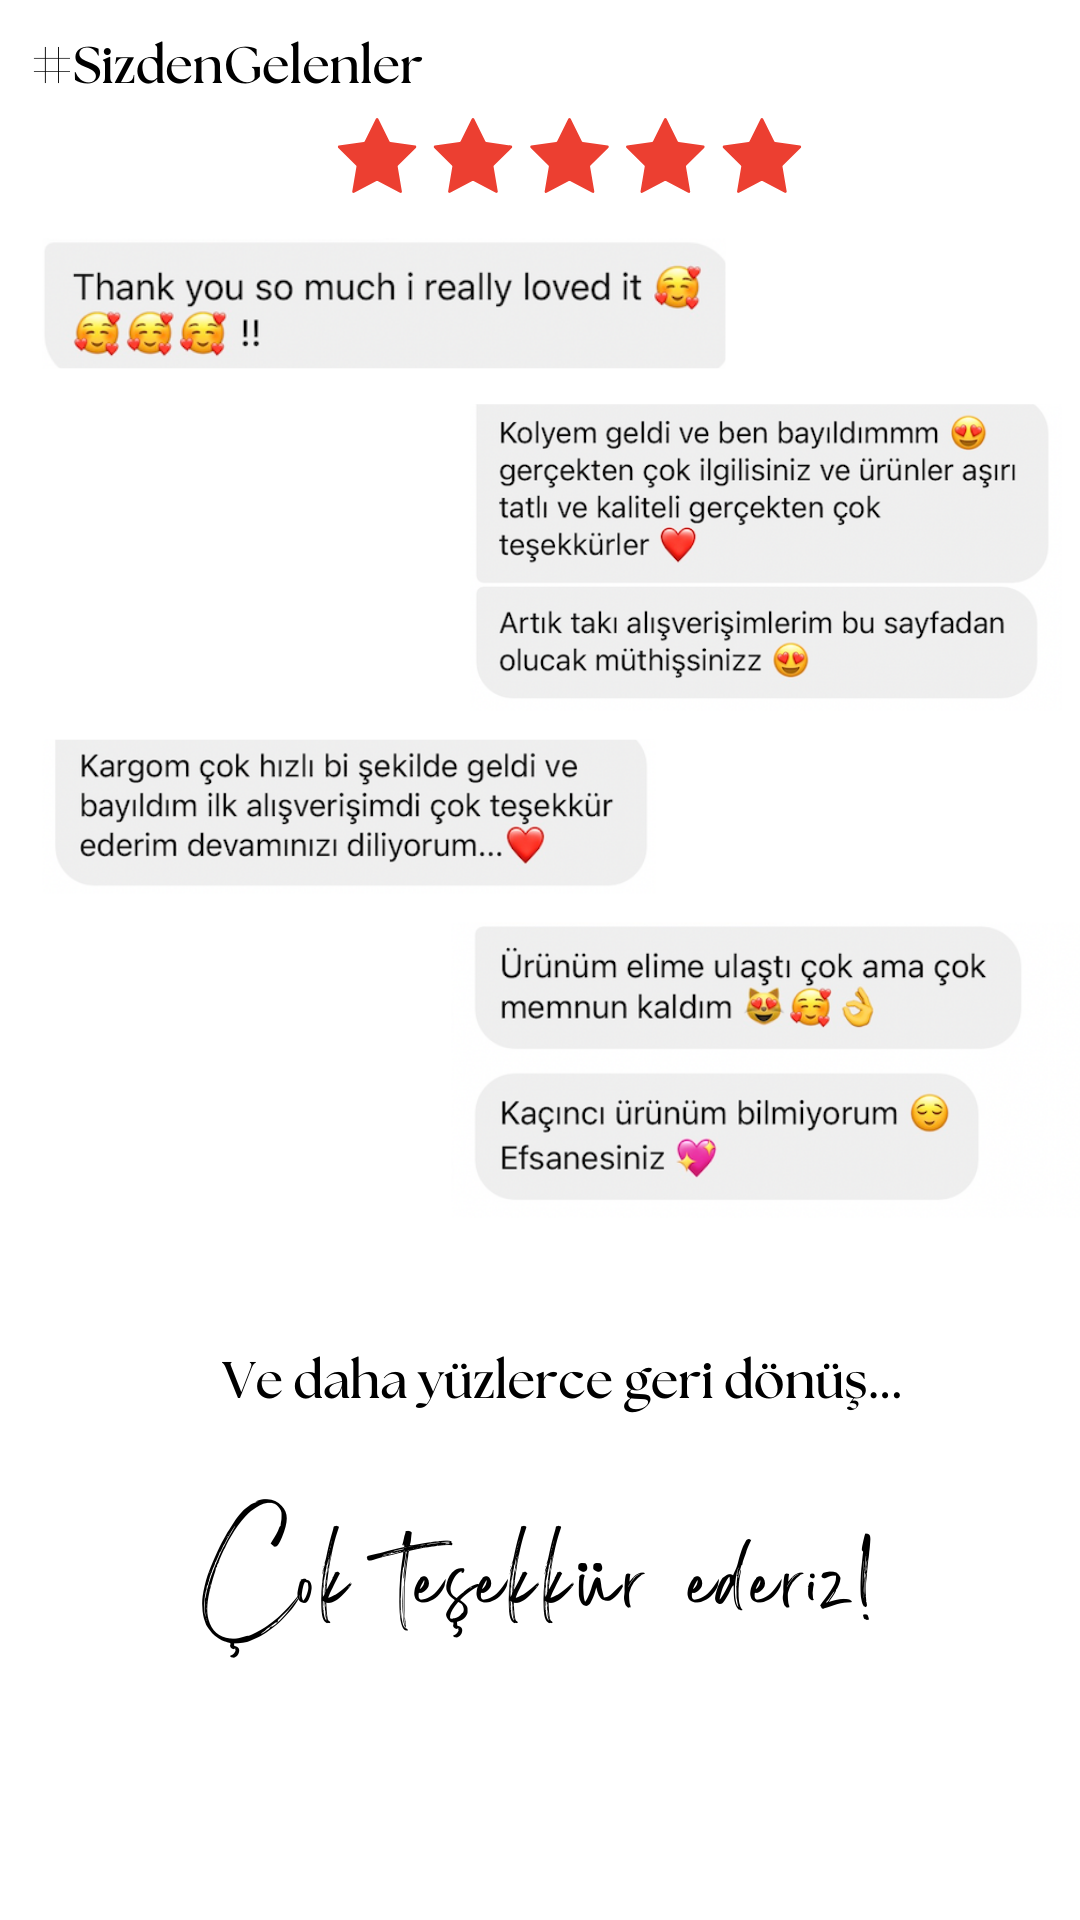 #SizdenGelenler
Thank you so much i really loved it 🥰
🥰🥰🥰 !!
Kolyem geldi ve ben bayıldımmm 😍
gerçekten çok ilgilisiniz ve ürünler aşırı
tatlı ve kaliteli gerçekten çok
teşekkürler ❤️
Artık takı alışverişimlerim bu sayfadan
olucak müthişsinizz 😍
Kargom çok hızlı bi şekilde geldi ve
bayıldım ilk alışverişimdi çok teşekkür
ederim devamınızı diliyorum...❤️
Ürünüm elime ulaştı çok ama çok
memnun kaldım 😻🥰👌
Kaçıncı ürünüm bilmiyorum 😌
Efsanesiniz 💖
Ve daha yüzlerce geri dönüş...
Çok teşekkür ederiz!